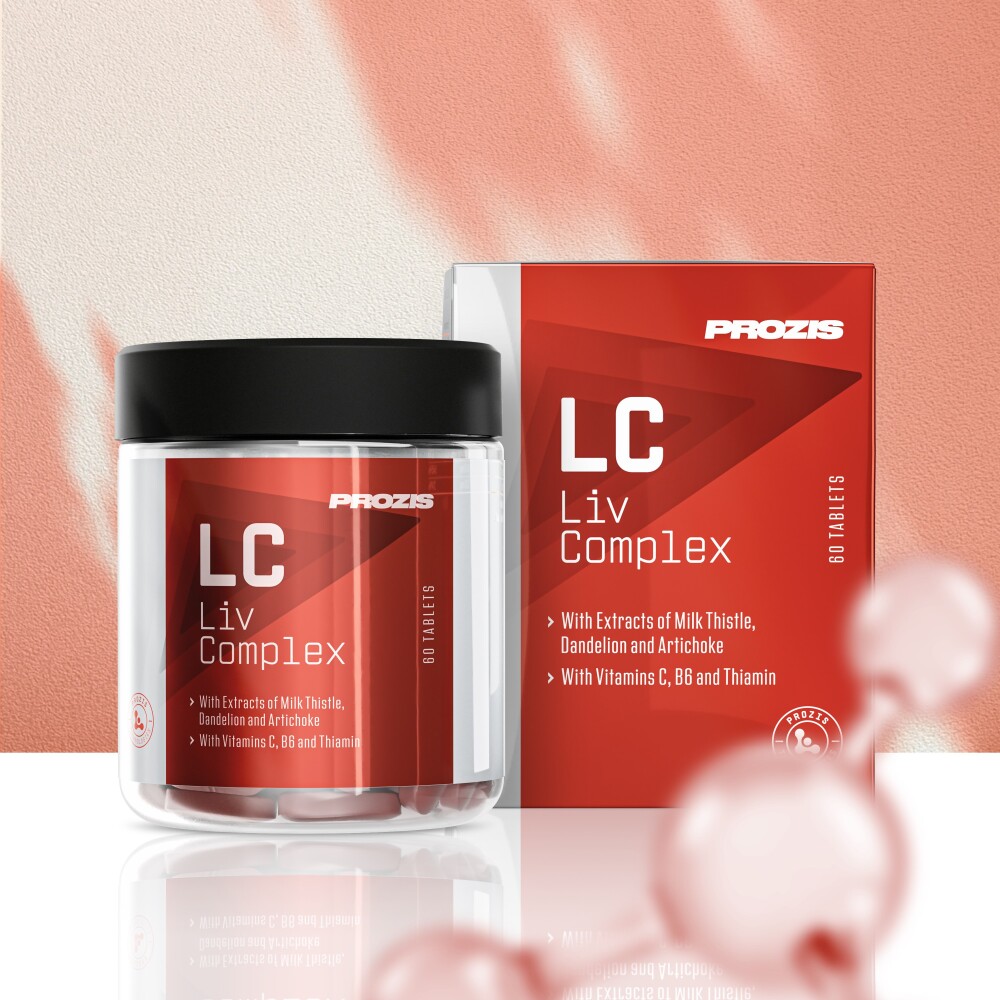 PROZIS
LC
Liv
Complex
60 TABLETS
› With Extracts of Milk Thistle,
Dandelion and Artichoke
› With Vitamins C, B6 and Thiamin
PROZIS
PROZIS
LC
Liv
Complex
60 TABLETS
› With Extracts of Milk Thistle,
Dandelion and Artichoke
› With Vitamins C, B6 and Thiamin
PROZIS